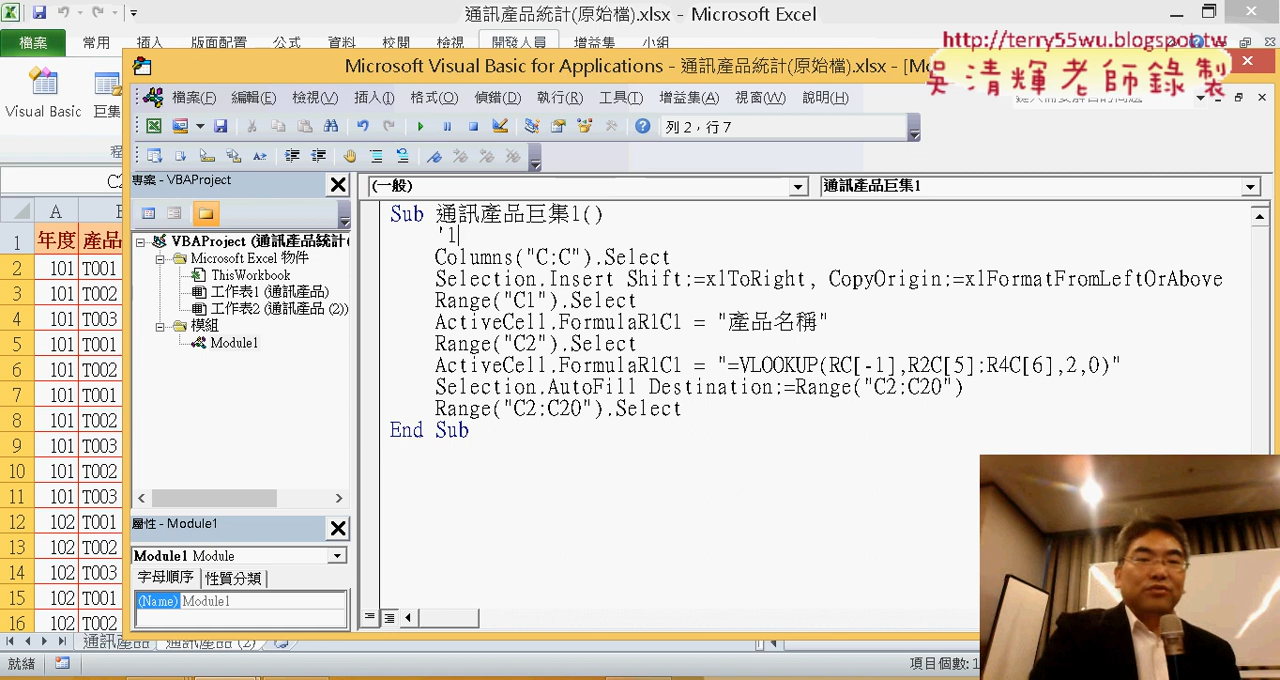 通訊產品統計(原始檔).xlsx - Microsoft Excel
檔案 常用 插入 版面配置 公式 資料 校閱 檢視 開發人員 增益集 小組
http://terry55wu.blogspot.tw
吳清輝老師錄製
Visual Basic 巨集
Microsoft Visual Basic for Applications - 通訊產品統計(原始檔).xlsx - [Mo
檔案(F) 編輯(E) 檢視(V) 插入(I) 格式(O) 偵錯(D) 執行(R) 工具(T) 增益集(A) 視窗(W) 說明(H)
列 2，行 7
專案 - VBAProject
(一般) 通訊產品巨集1
VBAProject (通訊產品統計(
Microsoft Excel 物件
ThisWorkbook
工作表1 (通訊產品)
工作表2 (通訊產品 (2))
模組
Module1
Sub 通訊產品巨集1()
'1
Columns("C:C").Select
Selection.Insert Shift:=xlToRight, CopyOrigin:=xlFormatFromLeftOrAbove
Range("C1").Select
ActiveCell.FormulaR1C1 = "產品名稱"
Range("C2").Select
ActiveCell.FormulaR1C1 = "=VLOOKUP(RC[-1],R2C[5]:R4C[6],2,0)"
Selection.AutoFill Destination:=Range("C2:C20")
Range("C2:C20").Select
End Sub
屬性 - Module1
Module1 Module
字母順序 性質分類
(Name) Module1
A
1 年度 產品
2 101 T001
3 101 T002
4 101 T003
5 101 T001
6 101 T002
7 101 T001
8 101 T002
9 101 T003
10 101 T002
11 101 T003
12 102 T001
13 102 T002
14 102 T003
15 102 T001
16 102 T002
通訊產品 通訊產品 (2)
就緒
項目個數: 1